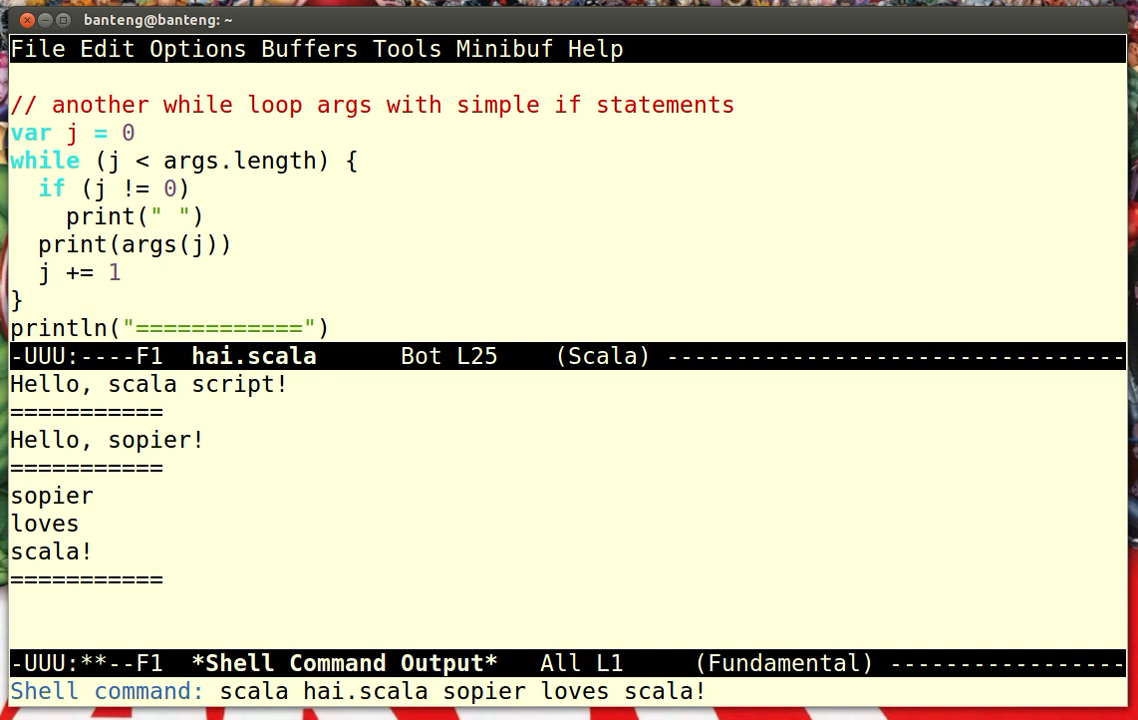 banteng@banteng: ~
File Edit Options Buffers Tools Minibuf Help
// another while loop args with simple if statements
var j = 0
while (j < args.length) {
  if (j != 0)
    print(" ")
  print(args(j))
  j += 1
}
println("============")
-UUU:----F1  hai.scala      Bot L25    (Scala) ---------------------------------
Hello, scala script!
===========
Hello, sopier!
===========
sopier
loves
scala!
===========
-UUU:**--F1  *Shell Command Output*   All L1     (Fundamental) -----------------
Shell command: scala hai.scala sopier loves scala!